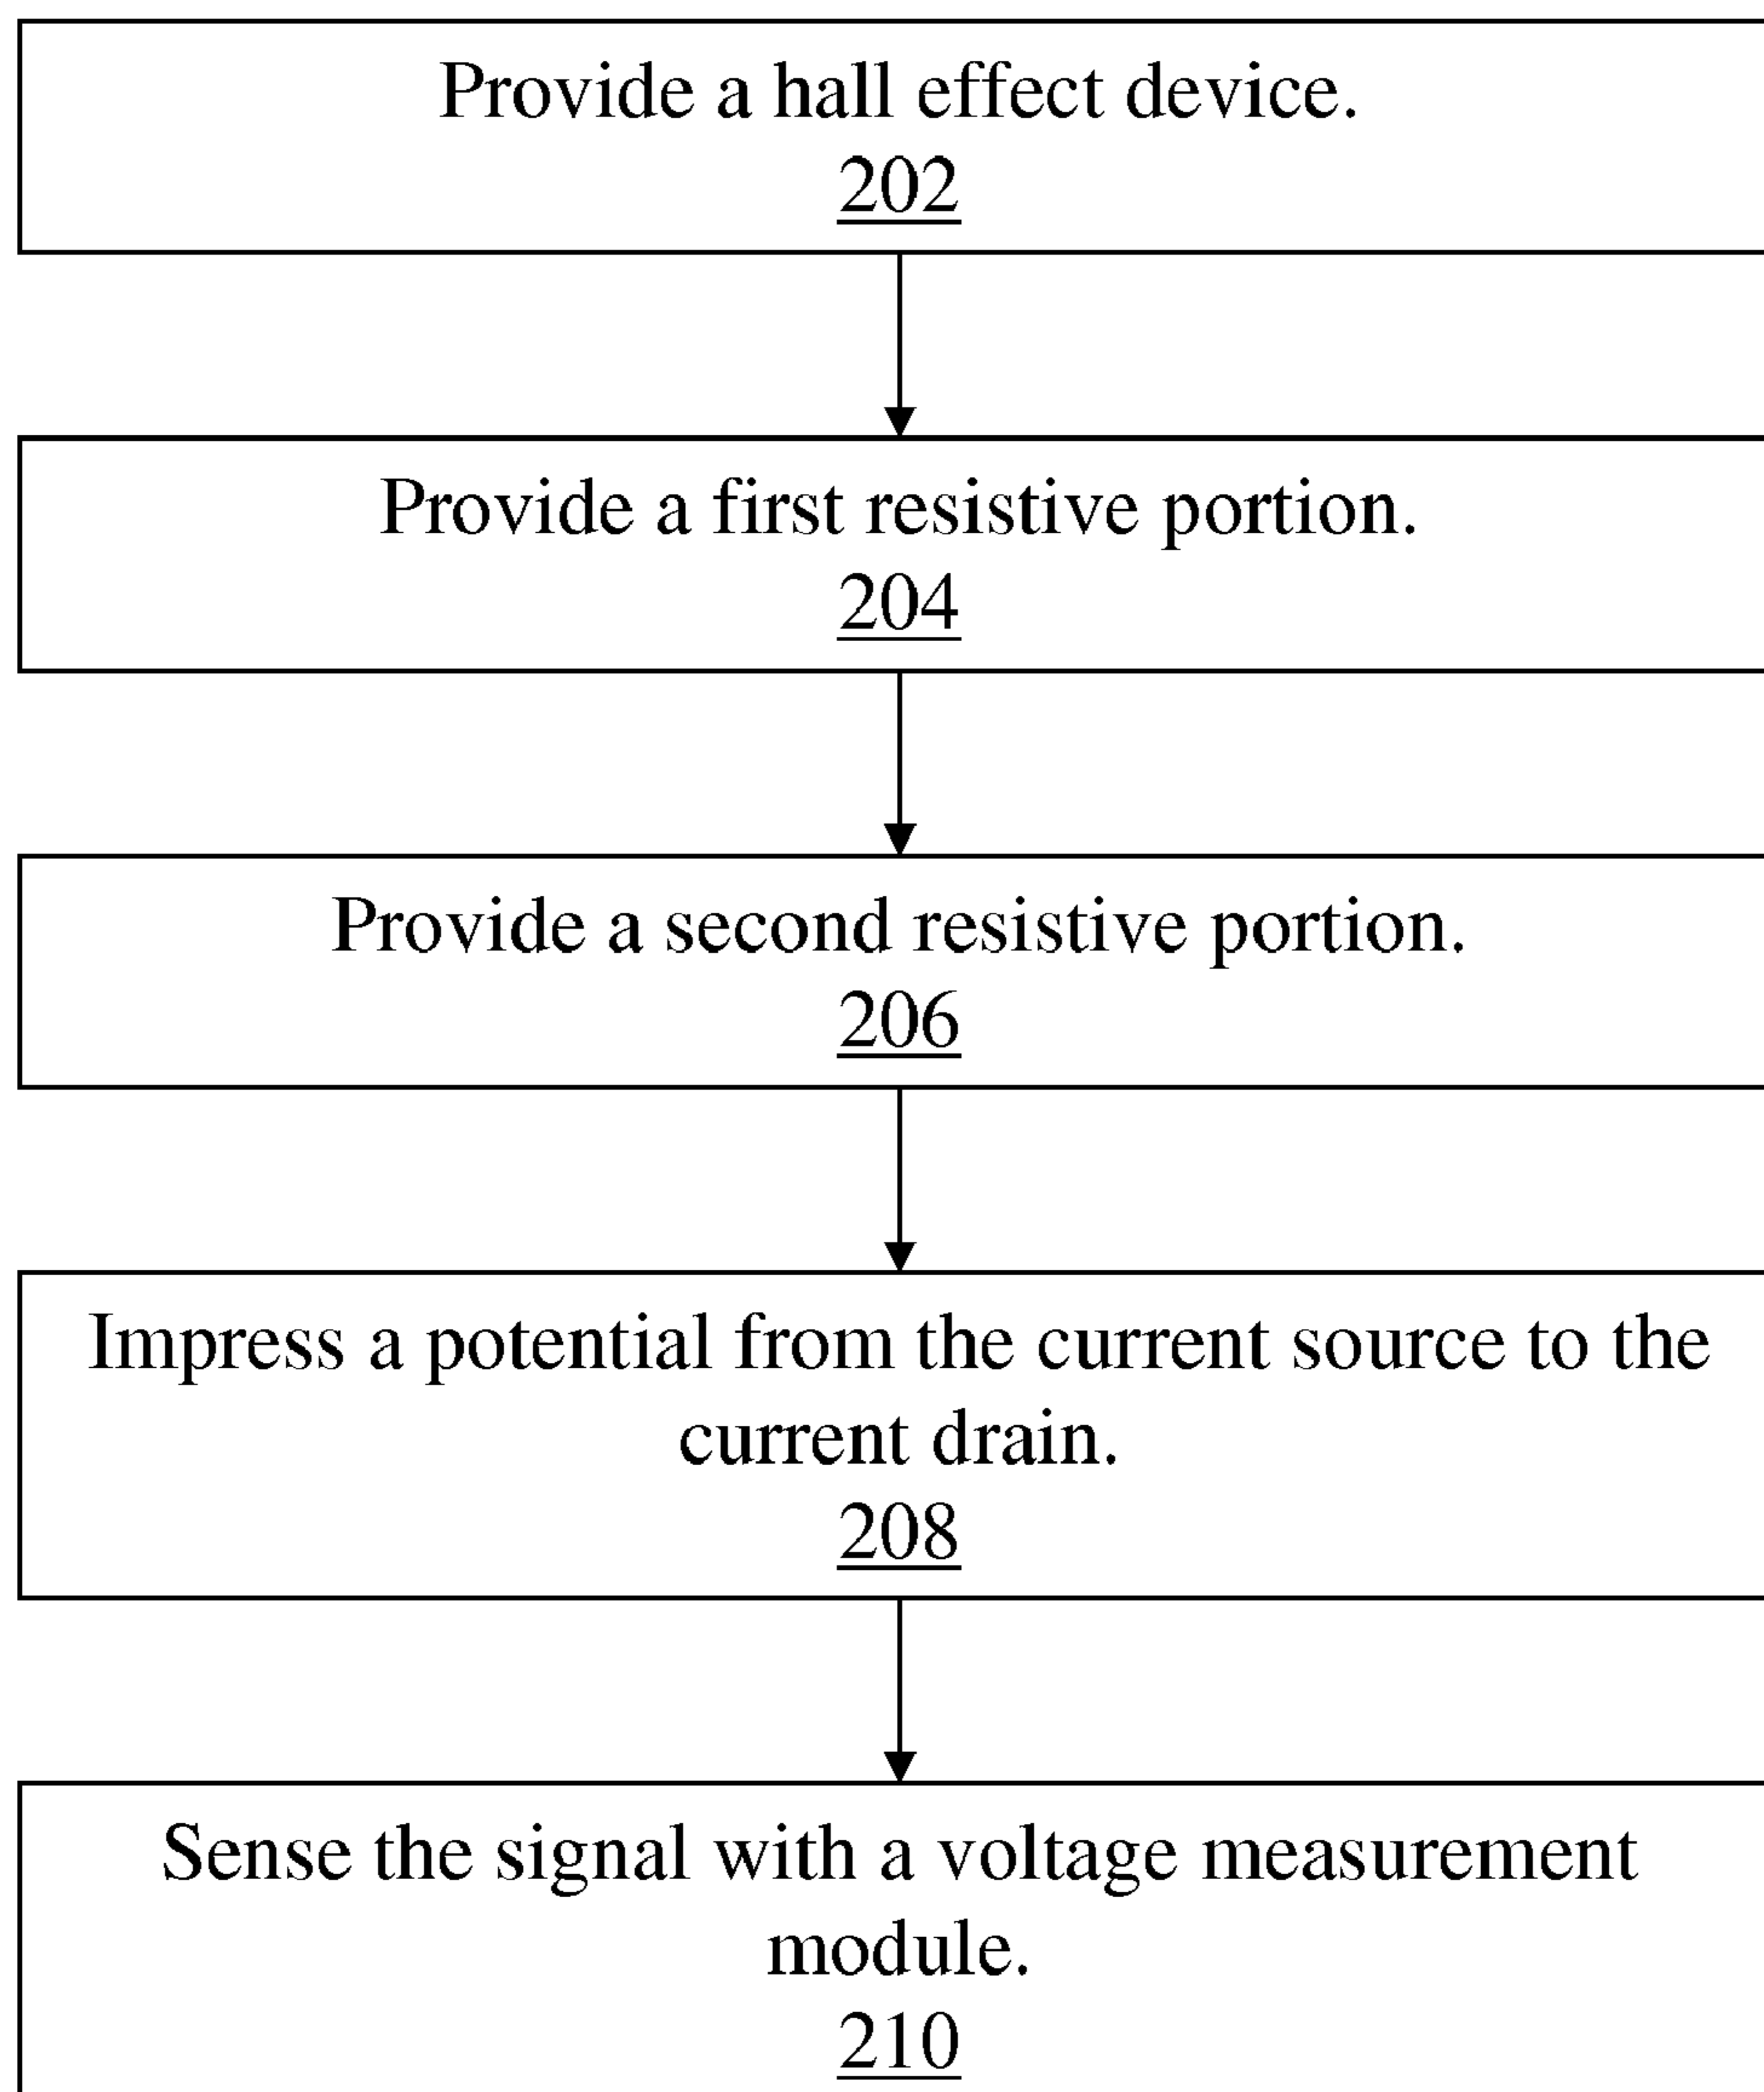 Provide a hall effect device.
202
Provide a first resistive portion.
204
Provide a second resistive portion.
206
Impress a potential from the current source to the
current drain.
208
Sense the signal with a voltage measurement
module.
210